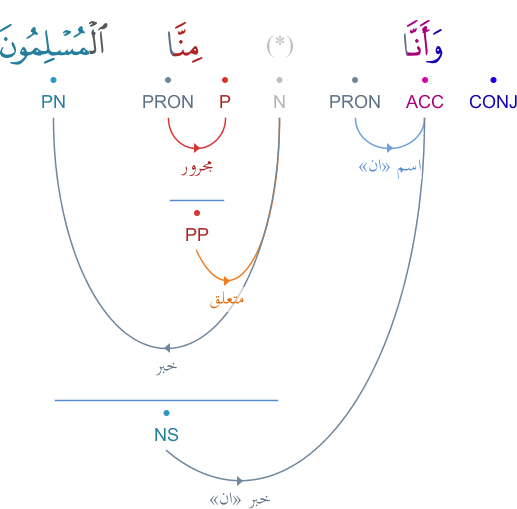 وَأَنَّا (*) مِنَّا ٱلْمُسْلِمُونَ
CONJ ACC PRON N P PRON PN
اسم «ان»
مجرور
PP
متعلق
خبر
NS
خبر «ان»